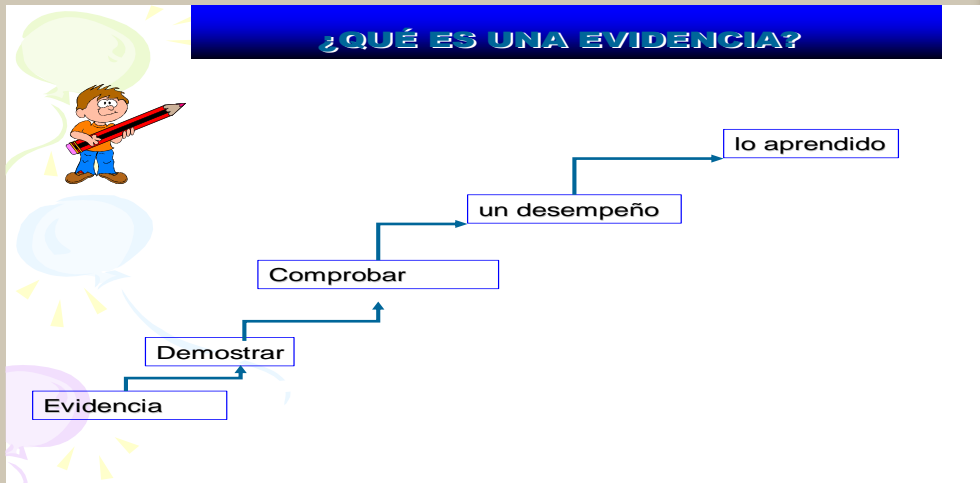 ¿QUÉ ES UNA EVIDENCIA?
lo aprendido
un desempeño
Comprobar
Demostrar
Evidencia